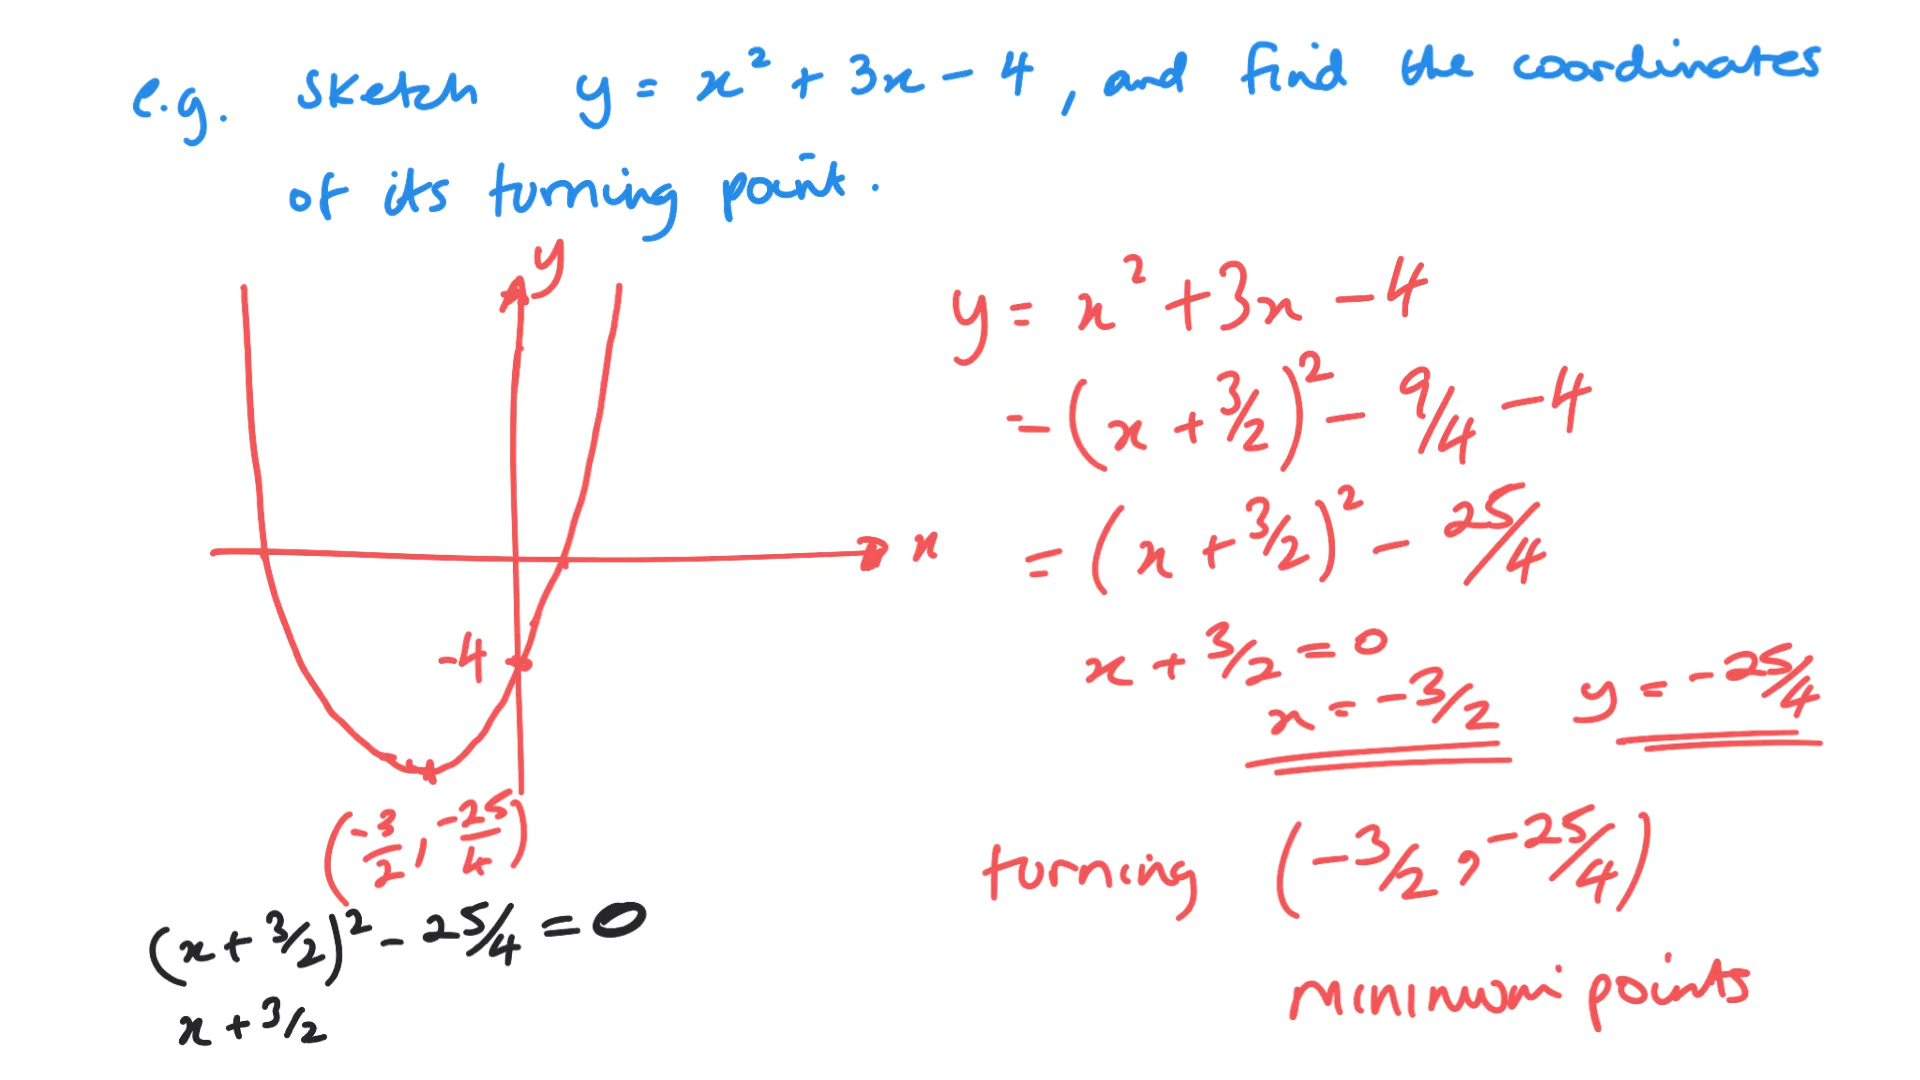 e.g. Sketch y = x² + 3x - 4, and find the coordinates
of its turning point.
y
x
-4
(-3/2, -25/4)
y = x² + 3x - 4
= (x + 3/2)² - 9/4 - 4
= (x + 3/2)² - 25/4
x + 3/2 = 0
x = -3/2 y = -25/4
turning (-3/2, -25/4)
minimum points
(x + 3/2)² - 25/4 = 0
x + 3/2